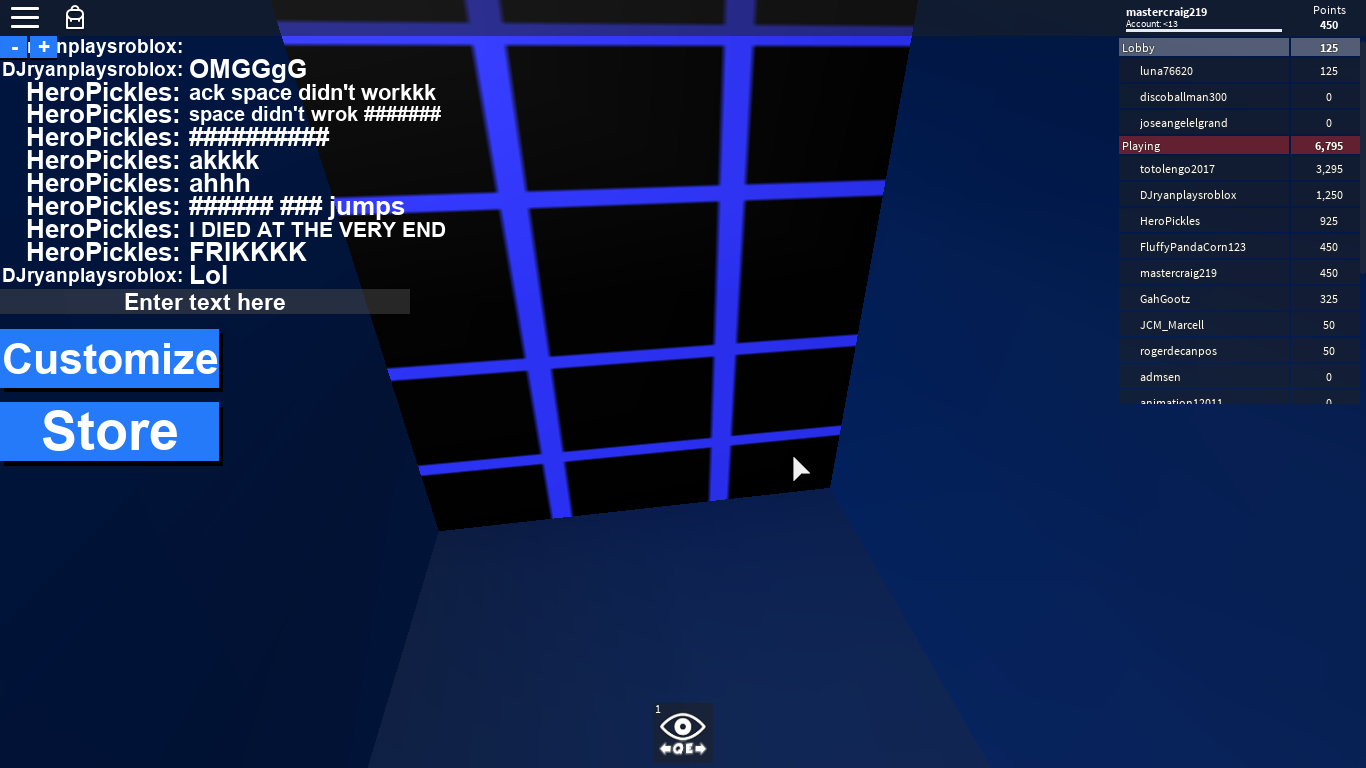 mastercraig219
Account: <13
Points
450
- +
nplaysroblox:
DJryanplaysroblox: OMGGgG
HeroPickles: ack space didn't workkk
HeroPickles: space didn't wrok #######
HeroPickles: ##########
HeroPickles: akkkk
HeroPickles: ahhh
HeroPickles: ###### ### jumps
HeroPickles: I DIED AT THE VERY END
HeroPickles: FRIKKKK
DJryanplaysroblox: Lol
Enter text here
Customize
Store
Lobby 125
luna76620 125
discoballman300 0
joseangelelgrand 0
Playing 6,795
totolengo2017 3,295
DJryanplaysroblox 1,250
HeroPickles 925
FluffyPandaCorn123 450
mastercraig219 450
GahGootz 325
JCM_Marcell 50
rogerdecanpos 50
admsen 0
animation12011 0
1
QE